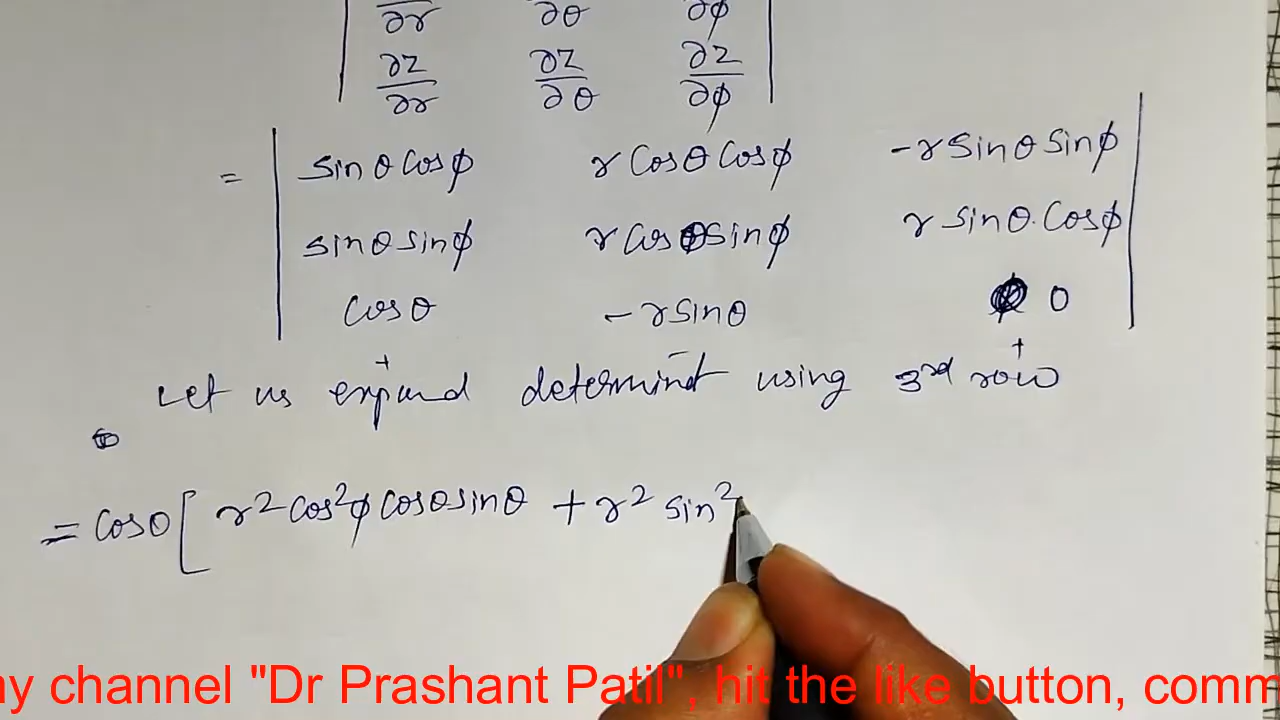 ∂r ∂θ ∂φ
∂z/∂r ∂z/∂θ ∂z/∂φ
= | sinθ cosφ r cosθ cosφ -r sinθ sinφ |
| sinθ sinφ r cosθ sinφ r sinθ. cosφ |
| cosθ -r sinθ 0 |
+ - +
Let us expand determinnt using 3rd row
= cosθ [ r² cos²φ cosθ sinθ + r² sin²
ny channel "Dr Prashant Patil", hit the like button, comm